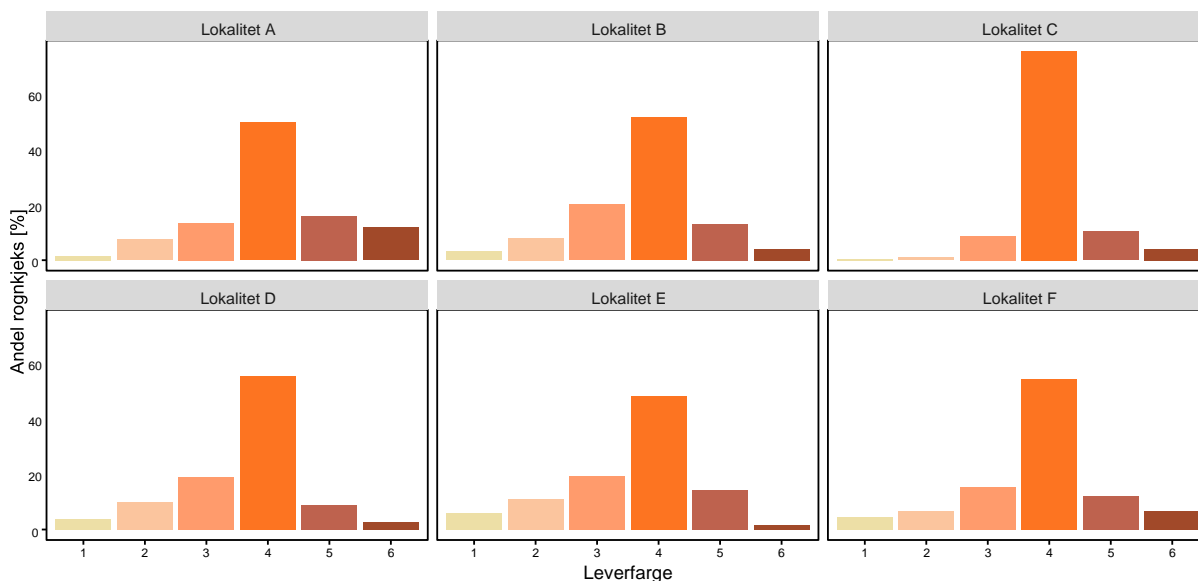 Lokalitet A
Lokalitet B
Lokalitet C
60
40
20
0
Lokalitet D
Lokalitet E
Lokalitet F
60
40
20
0
Andel rognkjeks [%]
1 2 3 4 5 6
1 2 3 4 5 6
1 2 3 4 5 6
Leverfarge